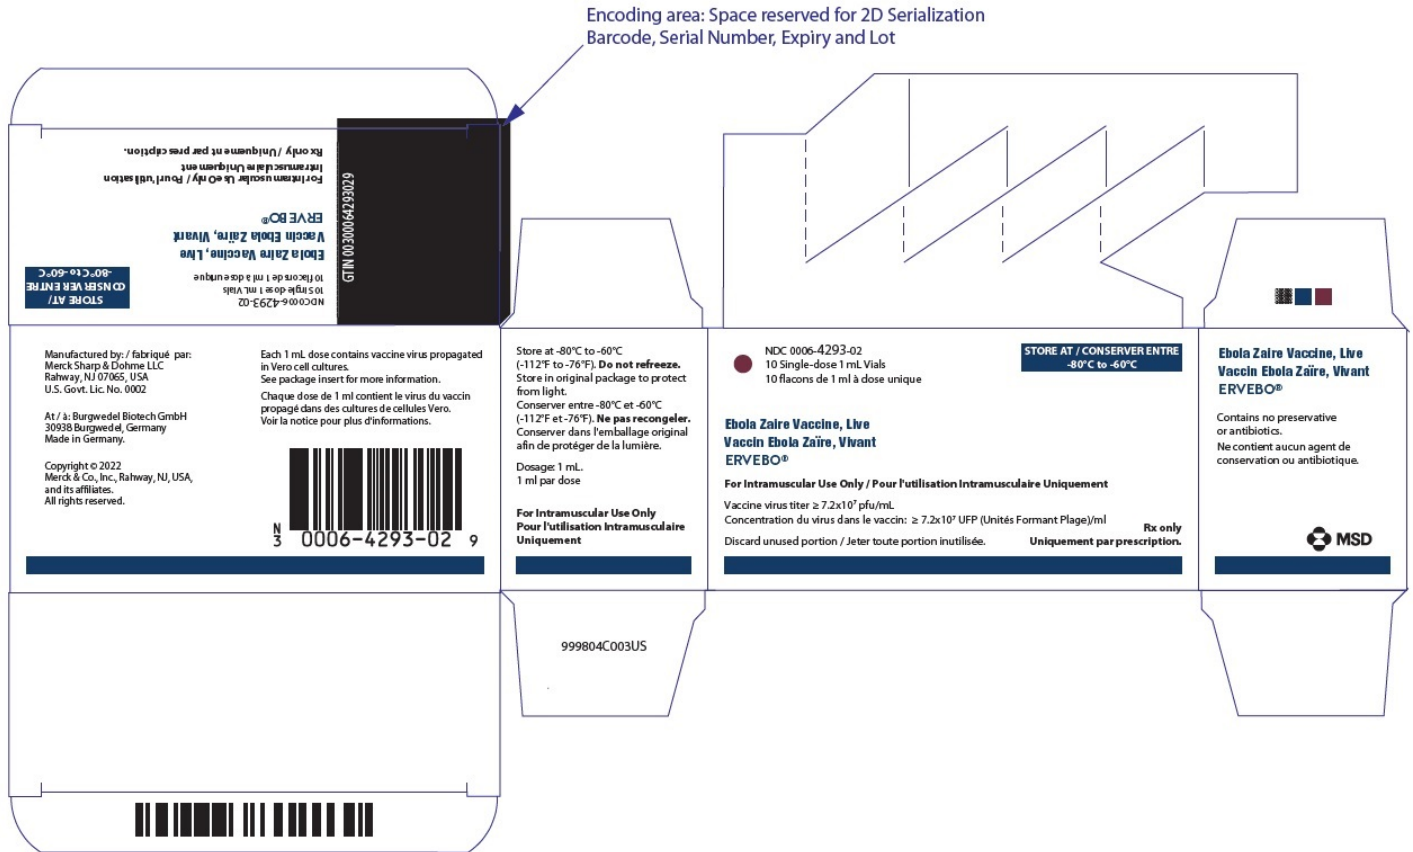 Encoding area: Space reserved for 2D Serialization
Barcode, Serial Number, Expiry and Lot
Rx only / Uniquement par prescription.
Intramusculaire Uniquement
For Intramuscular Use Only / Pour l'utilisation
ERVEBO®
Vaccin Ebola Zaïre, Vivant
Ebola Zaire Vaccine, Live
10 flacons de 1 ml à dose unique
10 Single dose 1 mL Vials
NDC 0006-4293-02
STORE AT /
CONSERVER ENTRE
-80°C to -60°C
GTIN 00300064293029
Manufactured by: / fabriqué par:
Merck Sharp & Dohme LLC
Rahway, NJ 07065, USA
U.S. Govt. Lic. No. 0002
At / à: Burgwedel Biotech GmbH
30938 Burgwedel, Germany
Made in Germany.
Copyright © 2022
Merck & Co., Inc., Rahway, NJ, USA,
and its affiliates.
All rights reserved.
Each 1 mL dose contains vaccine virus propagated
in Vero cell cultures.
See package insert for more information.
Chaque dose de 1 ml contient le virus du vaccin
propagé dans des cultures de cellules Vero.
Voir la notice pour plus d'informations.
N
3 0006-4293-02 9
Store at -80°C to -60°C
(-112°F to -76°F). Do not refreeze.
Store in original package to protect
from light.
Conserver entre -80°C et -60°C
(-112°F et -76°F). Ne pas recongeler.
Conserver dans l'emballage original
afin de protéger de la lumière.
Dosage: 1 mL.
1 ml par dose
For Intramuscular Use Only
Pour l'utilisation Intramusculaire
Uniquement
NDC 0006-4293-02
10 Single-dose 1 mL Vials
10 flacons de 1 ml à dose unique
STORE AT / CONSERVER ENTRE
-80°C to -60°C
Ebola Zaire Vaccine, Live
Vaccin Ebola Zaïre, Vivant
ERVEBO®
For Intramuscular Use Only / Pour l'utilisation Intramusculaire Uniquement
Vaccine virus titer ≥ 7.2x10⁷ pfu/mL
Concentration du virus dans le vaccin: ≥ 7.2x10⁷ UFP (Unités Formant Plage)/ml
Discard unused portion / Jeter toute portion inutilisée.
Rx only
Uniquement par prescription.
Ebola Zaire Vaccine, Live
Vaccin Ebola Zaïre, Vivant
ERVEBO®
Contains no preservative
or antibiotics.
Ne contient aucun agent de
conservation ou antibiotique.
MSD
999804C003US